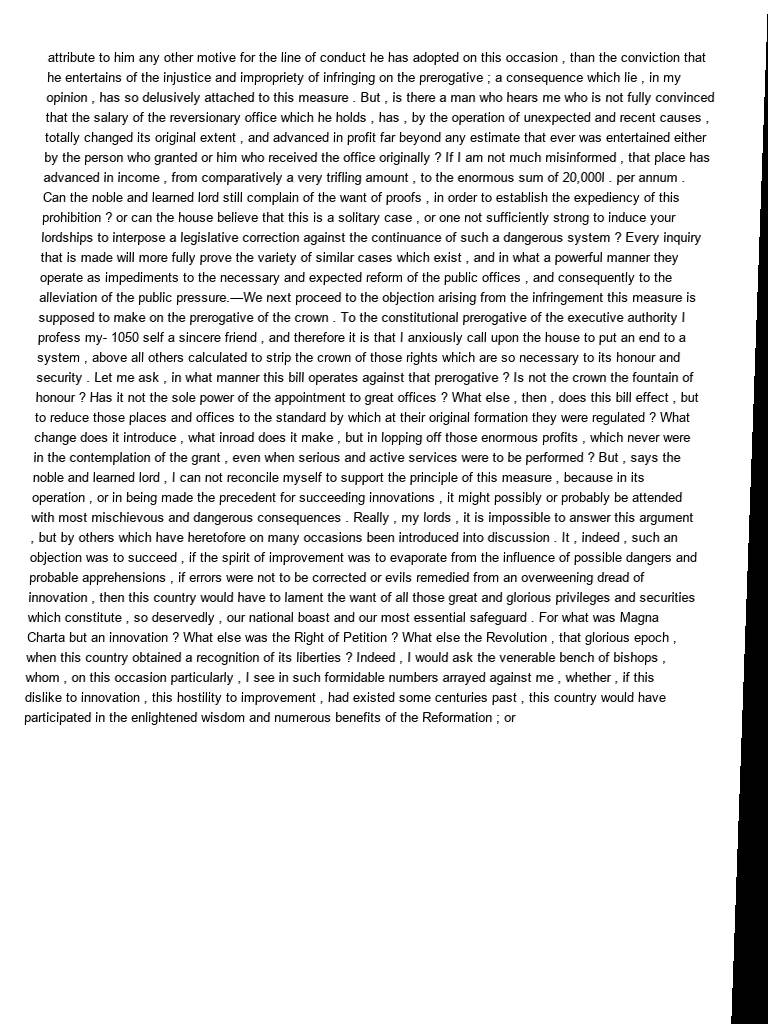 attribute to him any other motive for the line of conduct he has adopted on this occasion , than the conviction that
he entertains of the injustice and impropriety of infringing on the prerogative ; a consequence which lie , in my
opinion , has so delusively attached to this measure . But , is there a man who hears me who is not fully convinced
that the salary of the reversionary office which he holds , has , by the operation of unexpected and recent causes ,
totally changed its original extent , and advanced in profit far beyond any estimate that ever was entertained either
by the person who granted or him who received the office originally ? If I am not much misinformed , that place has
advanced in income , from comparatively a very trifling amount , to the enormous sum of 20,000l . per annum .
Can the noble and learned lord still complain of the want of proofs , in order to establish the expediency of this
prohibition ? or can the house believe that this is a solitary case , or one not sufficiently strong to induce your
lordships to interpose a legislative correction against the continuance of such a dangerous system ? Every inquiry
that is made will more fully prove the variety of similar cases which exist , and in what a powerful manner they
operate as impediments to the necessary and expected reform of the public offices , and consequently to the
alleviation of the public pressure.—We next proceed to the objection arising from the infringement this measure is
supposed to make on the prerogative of the crown . To the constitutional prerogative of the executive authority I
profess my- 1050 self a sincere friend , and therefore it is that I anxiously call upon the house to put an end to a
system , above all others calculated to strip the crown of those rights which are so necessary to its honour and
security . Let me ask , in what manner this bill operates against that prerogative ? Is not the crown the fountain of
honour ? Has it not the sole power of the appointment to great offices ? What else , then , does this bill effect , but
to reduce those places and offices to the standard by which at their original formation they were regulated ? What
change does it introduce , what inroad does it make , but in lopping off those enormous profits , which never were
in the contemplation of the grant , even when serious and active services were to be performed ? But , says the
noble and learned lord , I can not reconcile myself to support the principle of this measure , because in its
operation , or in being made the precedent for succeeding innovations , it might possibly or probably be attended
with most mischievous and dangerous consequences . Really , my lords , it is impossible to answer this argument
, but by others which have heretofore on many occasions been introduced into discussion . It , indeed , such an
objection was to succeed , if the spirit of improvement was to evaporate from the influence of possible dangers and
probable apprehensions , if errors were not to be corrected or evils remedied from an overweening dread of
innovation , then this country would have to lament the want of all those great and glorious privileges and securities
which constitute , so deservedly , our national boast and our most essential safeguard . For what was Magna
Charta but an innovation ? What else was the Right of Petition ? What else the Revolution , that glorious epoch ,
when this country obtained a recognition of its liberties ? Indeed , I would ask the venerable bench of bishops ,
whom , on this occasion particularly , I see in such formidable numbers arrayed against me , whether , if this
dislike to innovation , this hostility to improvement , had existed some centuries past , this country would have
participated in the enlightened wisdom and numerous benefits of the Reformation ; or